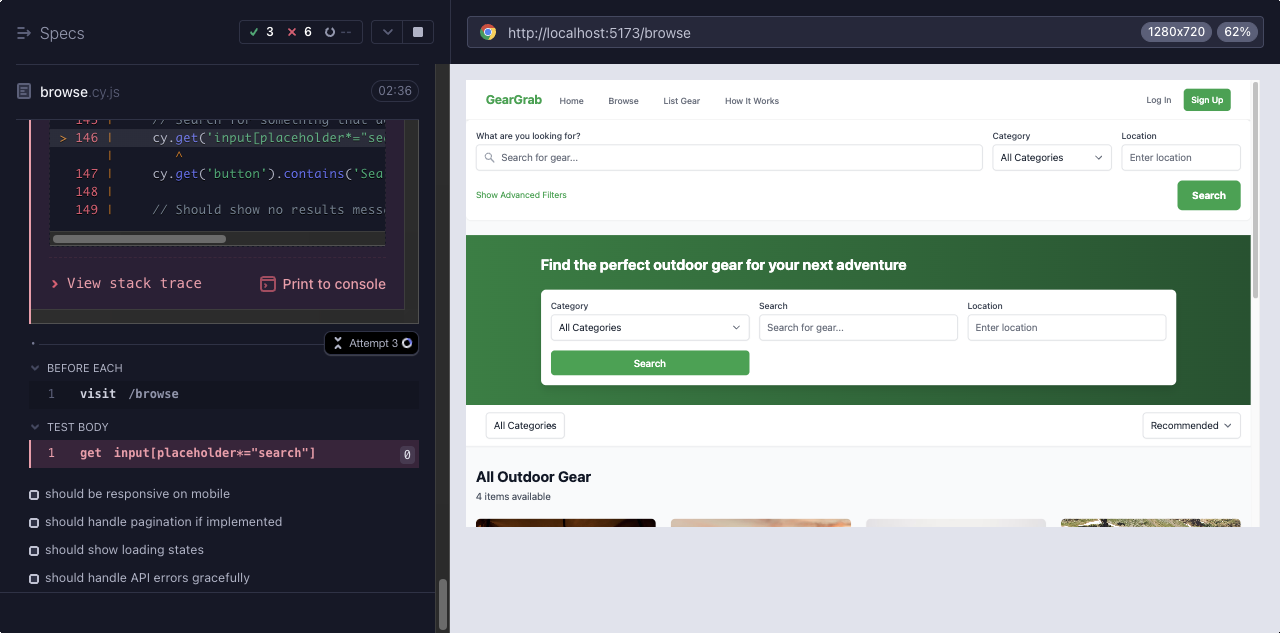 Specs
3 6 --
browse.cy.js
02:36
145 | // Search for something that d
> 146 | cy.get('input[placeholder*="sea
| ^
147 | cy.get('button').contains('Sea
148 |
149 | // Should show no results mess
View stack trace
Print to console
Attempt 3
BEFORE EACH
1 visit /browse
TEST BODY
1 get input[placeholder*="search"] 0
should be responsive on mobile
should handle pagination if implemented
should show loading states
should handle API errors gracefully
http://localhost:5173/browse
1280x720
62%
GearGrab
Home
Browse
List Gear
How It Works
Log In
Sign Up
What are you looking for?
Category
Location
Search for gear...
All Categories
Enter location
Show Advanced Filters
Search
Find the perfect outdoor gear for your next adventure
Category
Search
Location
All Categories
Search for gear...
Enter location
Search
All Categories
Recommended
All Outdoor Gear
4 items available